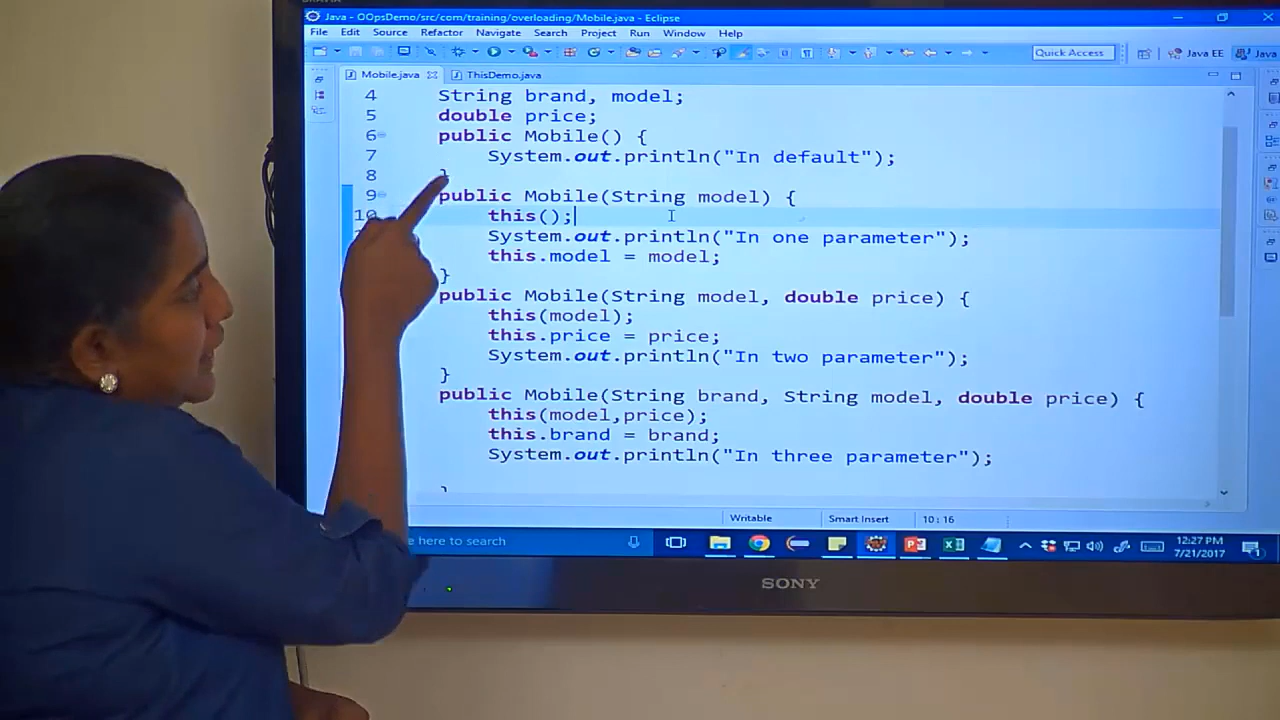 Java - OOpsDemo/src/com/training/overloading/Mobile.java - Eclipse
File Edit Source Refactor Navigate Search Project Run Window Help
Quick Access Java EE Java
Mobile.java ThisDemo.java
4 String brand, model;
5 double price;
6 public Mobile() {
7 System.out.println("In default");
8 }
9 public Mobile(String model) {
10 this();
System.out.println("In one parameter");
this.model = model;
}
public Mobile(String model, double price) {
this(model);
this.price = price;
System.out.println("In two parameter");
}
public Mobile(String brand, String model, double price) {
this(model,price);
this.brand = brand;
System.out.println("In three parameter");
Writable Smart Insert 10:16
here to search
12:27 PM
7/21/2017
SONY